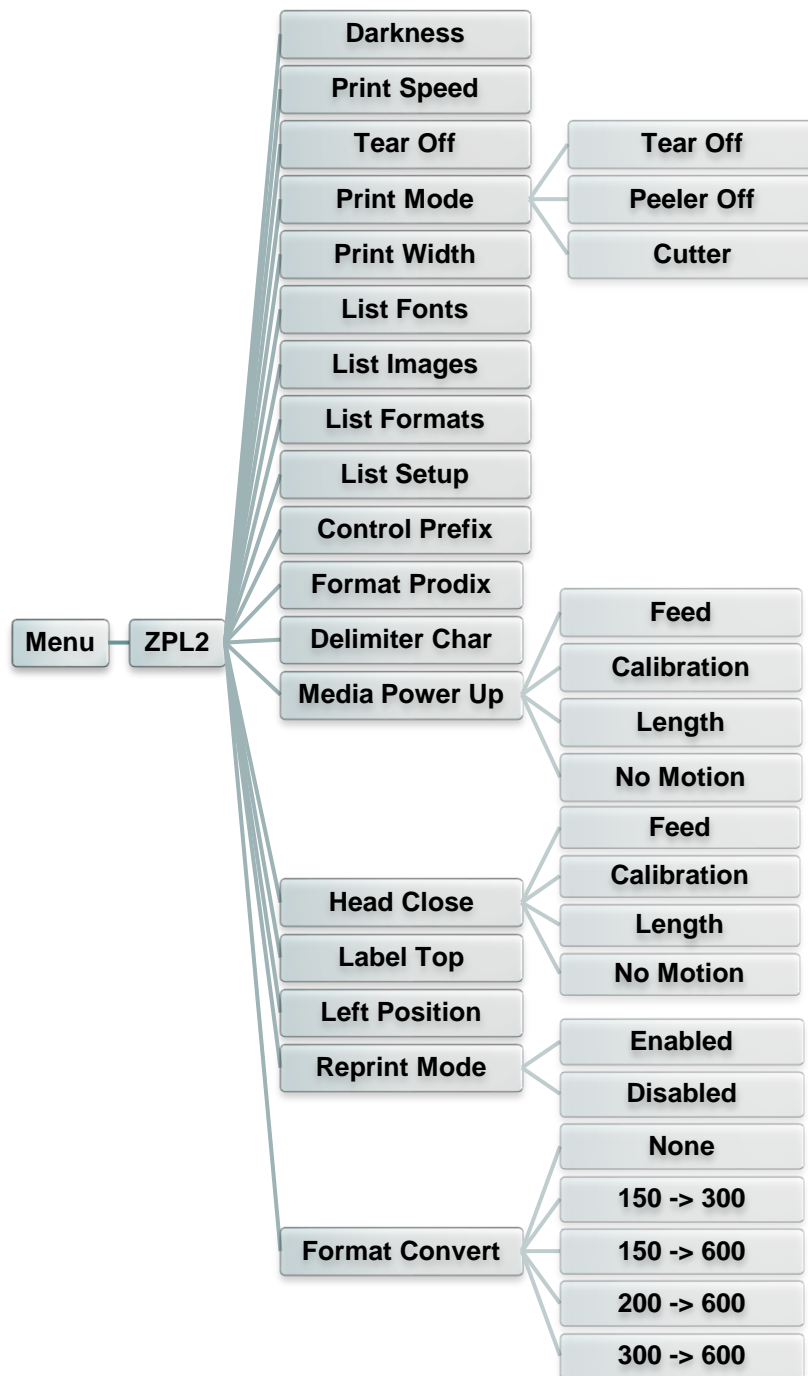 Menu
ZPL2
Darkness
Print Speed
Tear Off
Print Mode
Tear Off
Peeler Off
Cutter
Print Width
List Fonts
List Images
List Formats
List Setup
Control Prefix
Format Prodix
Delimiter Char
Media Power Up
Feed
Calibration
Length
No Motion
Head Close
Feed
Calibration
Length
No Motion
Label Top
Left Position
Reprint Mode
Enabled
Disabled
Format Convert
None
150 -> 300
150 -> 600
200 -> 600
300 -> 600